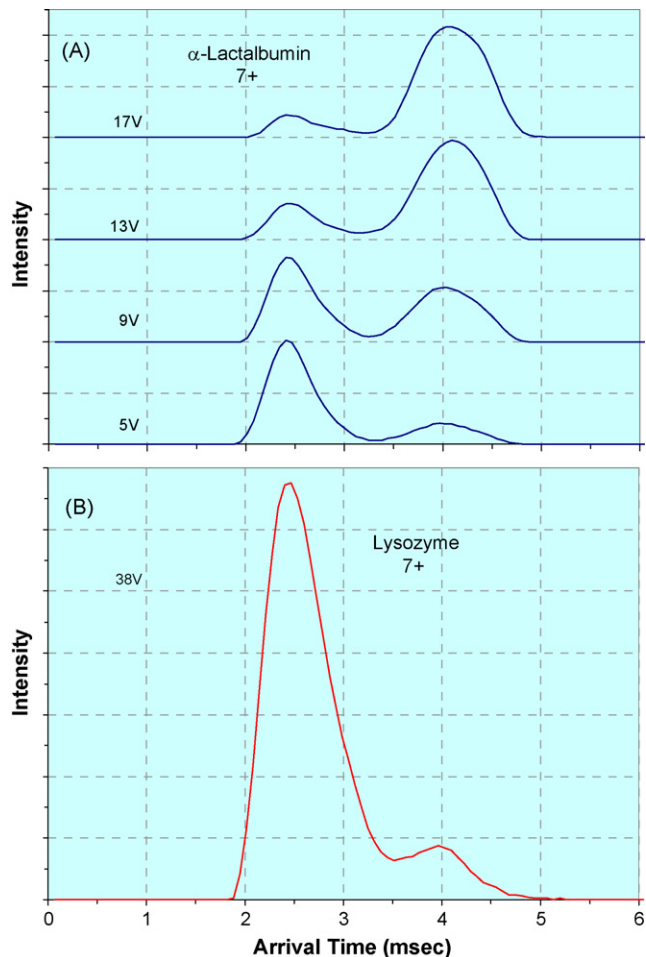 (A)
α-Lactalbumin
7+
17V
13V
9V
5V
Intensity
(B)
Lysozyme
7+
38V
Intensity
0 1 2 3 4 5 6
Arrival Time (msec)